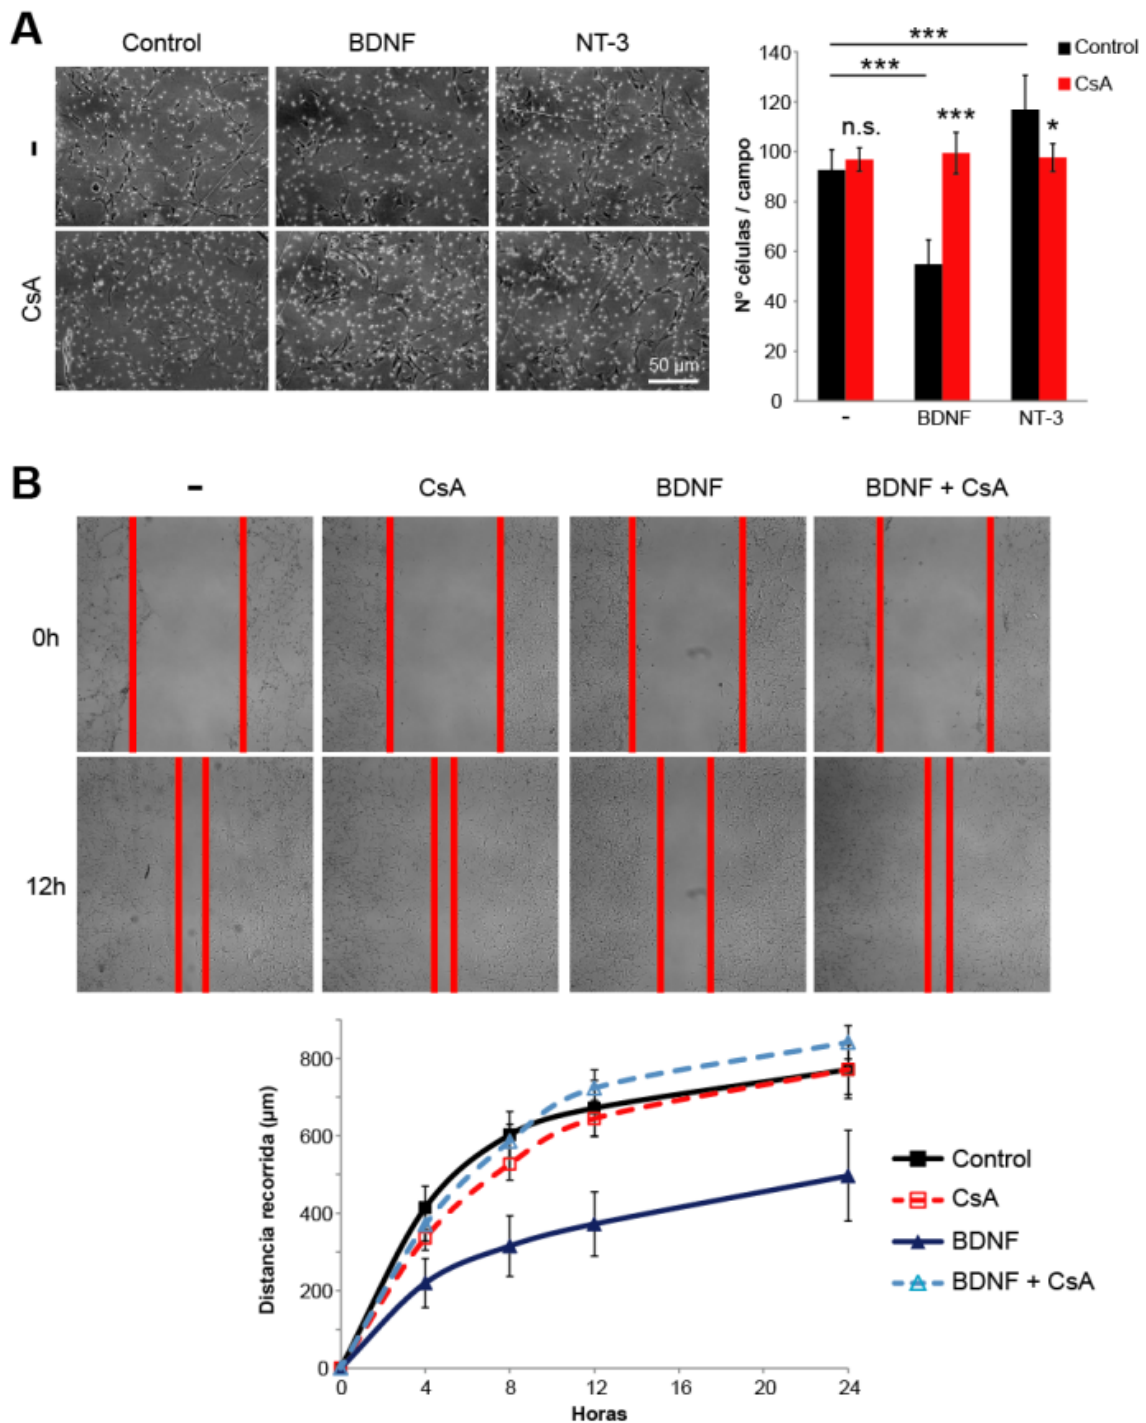 A
Control
BDNF
NT-3
-
CsA
50 µm
***
***
n.s.
***
*
Control
CsA
Nº células / campo
140
120
100
80
60
40
20
0
-
BDNF
NT-3
B
-
CsA
BDNF
BDNF + CsA
0h
12h
Distancia recorrida (µm)
800
600
400
200
0
0
4
8
12
16
20
24
Horas
Control
CsA
BDNF
BDNF + CsA